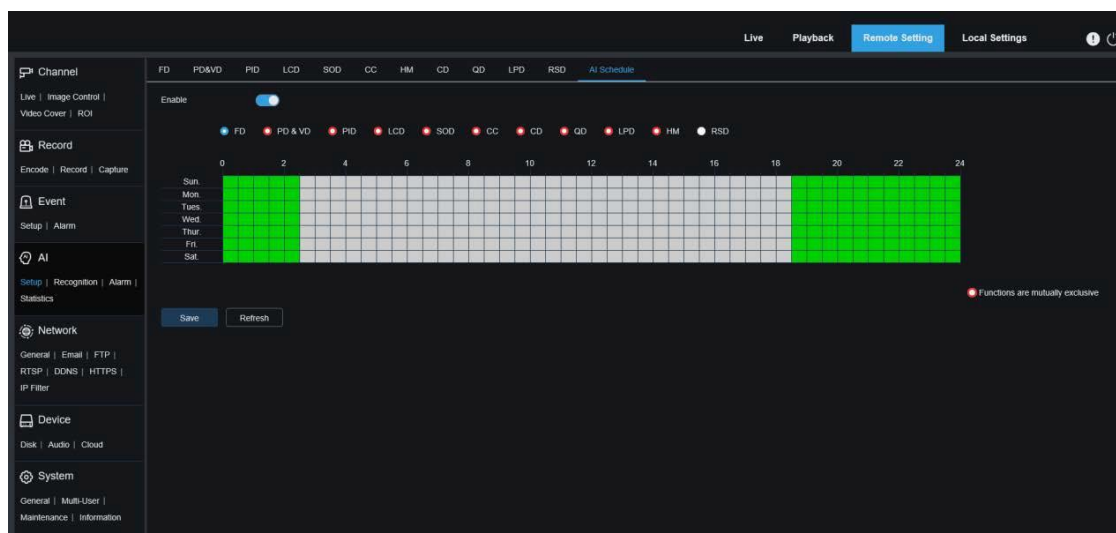 Live Playback Remote Setting Local Settings
Channel
Live | Image Control |
Video Cover | ROI
Record
Encode | Record | Capture
Event
Setup | Alarm
AI
Setup | Recognition | Alarm |
Statistics
Network
General | Email | FTP |
RTSP | DDNS | HTTPS |
IP Filter
Device
Disk | Audio | Cloud
System
General | Multi-User |
Maintenance | Information
FD PD&VD PID LCD SOD CC HM CD QD LPD RSD AI Schedule
Enable
FD PD & VD PID LCD SOD CC CD QD LPD HM RSD
0 2 4 6 8 10 12 14 16 18 20 22 24
Sun.
Mon.
Tues.
Wed.
Thur.
Fri.
Sat.
Functions are mutually exclusive
Save Refresh